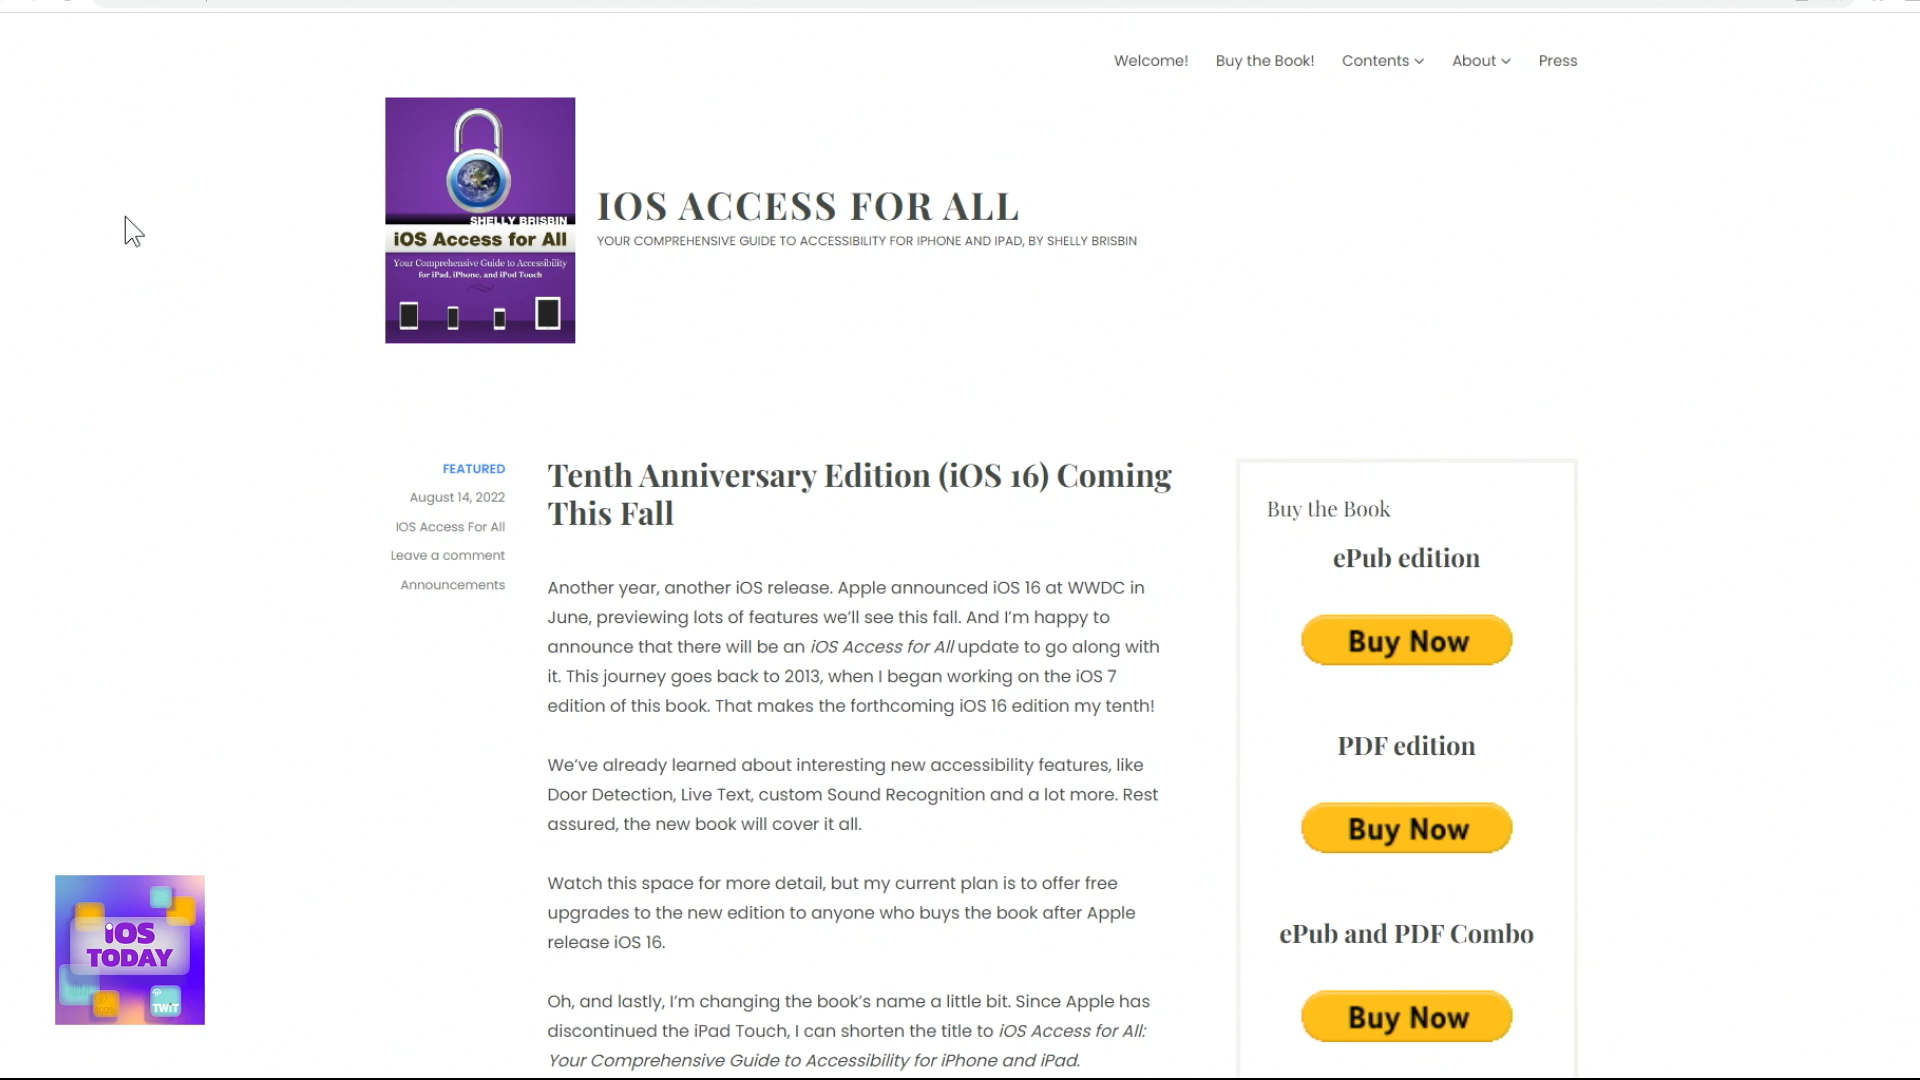 Welcome!
Buy the Book!
Contents
About
Press
SHELLY BRISBIN
iOS Access for All
Your Comprehensive Guide to Accessibility
for iPad, iPhone, and iPod Touch
IOS ACCESS FOR ALL
YOUR COMPREHENSIVE GUIDE TO ACCESSIBILITY FOR IPHONE AND IPAD, BY SHELLY BRISBIN
FEATURED
August 14, 2022
IOS Access For All
Leave a comment
Announcements
Tenth Anniversary Edition (iOS 16) Coming
This Fall
Another year, another iOS release. Apple announced iOS 16 at WWDC in
June, previewing lots of features we’ll see this fall. And I’m happy to
announce that there will be an iOS Access for All update to go along with
it. This journey goes back to 2013, when I began working on the iOS 7
edition of this book. That makes the forthcoming iOS 16 edition my tenth!
We’ve already learned about interesting new accessibility features, like
Door Detection, Live Text, custom Sound Recognition and a lot more. Rest
assured, the new book will cover it all.
Watch this space for more detail, but my current plan is to offer free
upgrades to the new edition to anyone who buys the book after Apple
release iOS 16.
Oh, and lastly, I’m changing the book’s name a little bit. Since Apple has
discontinued the iPad Touch, I can shorten the title to iOS Access for All:
Your Comprehensive Guide to Accessibility for iPhone and iPad.
Buy the Book
ePub edition
Buy Now
PDF edition
Buy Now
ePub and PDF Combo
Buy Now
iOS
TODAY
TWiT